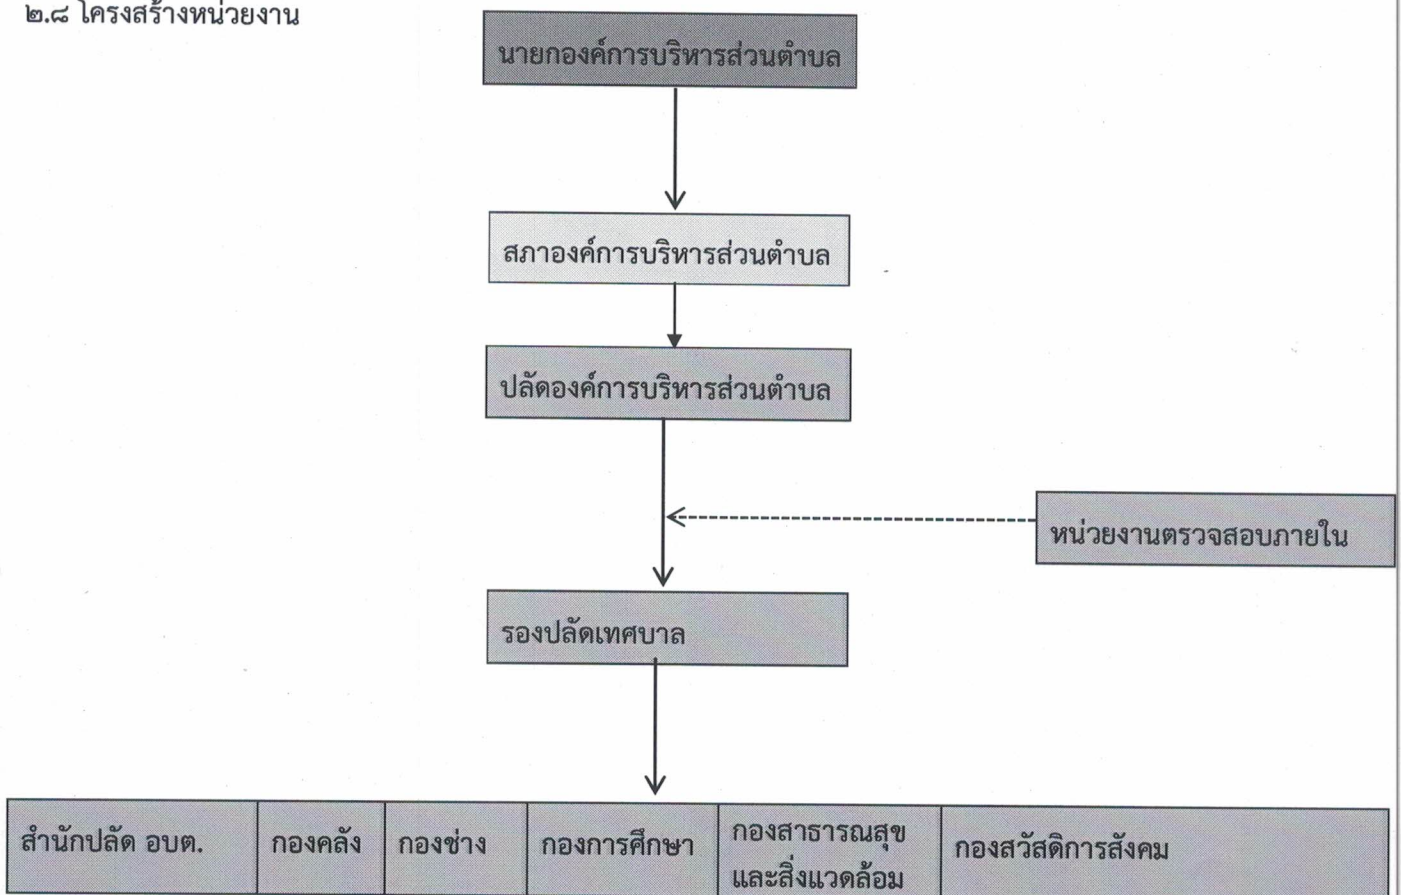 ๒.๘ โครงสร้างหน่วยงาน
นายกองค์การบริหารส่วนตำบล
สภาองค์การบริหารส่วนตำบล
ปลัดองค์การบริหารส่วนตำบล
หน่วยงานตรวจสอบภายใน
รองปลัดเทศบาล
สำนักปลัด อบต.
กองคลัง
กองช่าง
กองการศึกษา
กองสาธารณสุข
และสิ่งแวดล้อม
กองสวัสดิการสังคม